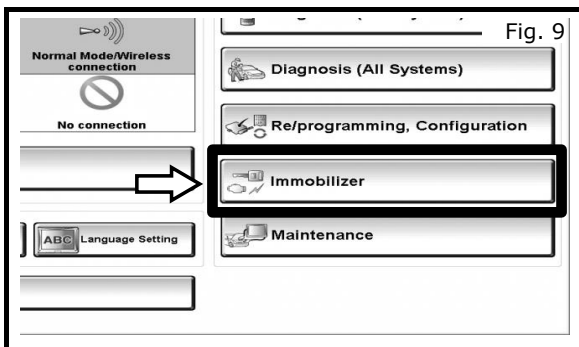 Fig. 9
Normal Mode/Wireless
connection
No connection
Diagnosis (All Systems)
Re/programming, Configuration
Immobilizer
Maintenance
ABC Language Setting